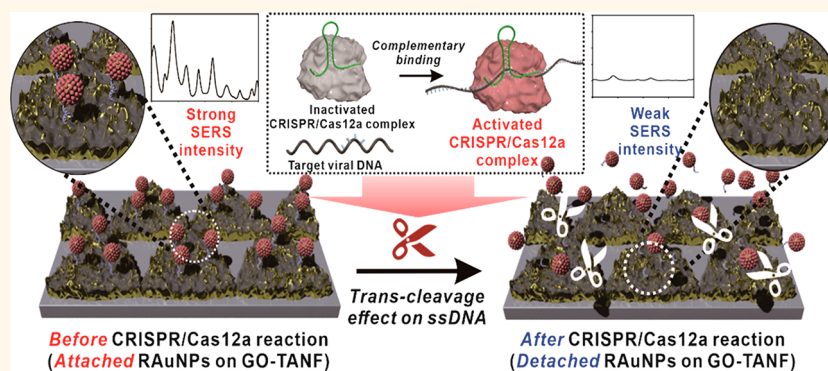 Strong
SERS
intensity
Inactivated
CRISPR/Cas12a complex
Target viral DNA
Complementary
binding
Activated
CRISPR/Cas12a
complex
Weak
SERS
intensity
Trans-cleavage
effect on ssDNA
Before CRISPR/Cas12a reaction
(Attached RAuNPs on GO-TANF)
After CRISPR/Cas12a reaction
(Detached RAuNPs on GO-TANF)